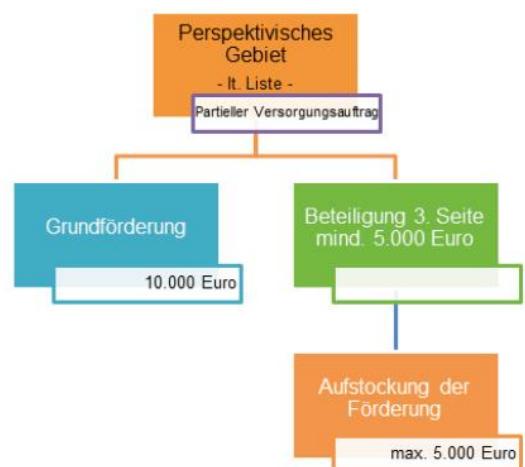 Perspektivisches
Gebiet
- lt. Liste -
Partieller Versorgungsauftrag
Grundförderung
10.000 Euro
Beteiligung 3. Seite
mind. 5.000 Euro
Aufstockung der
Förderung
max. 5.000 Euro